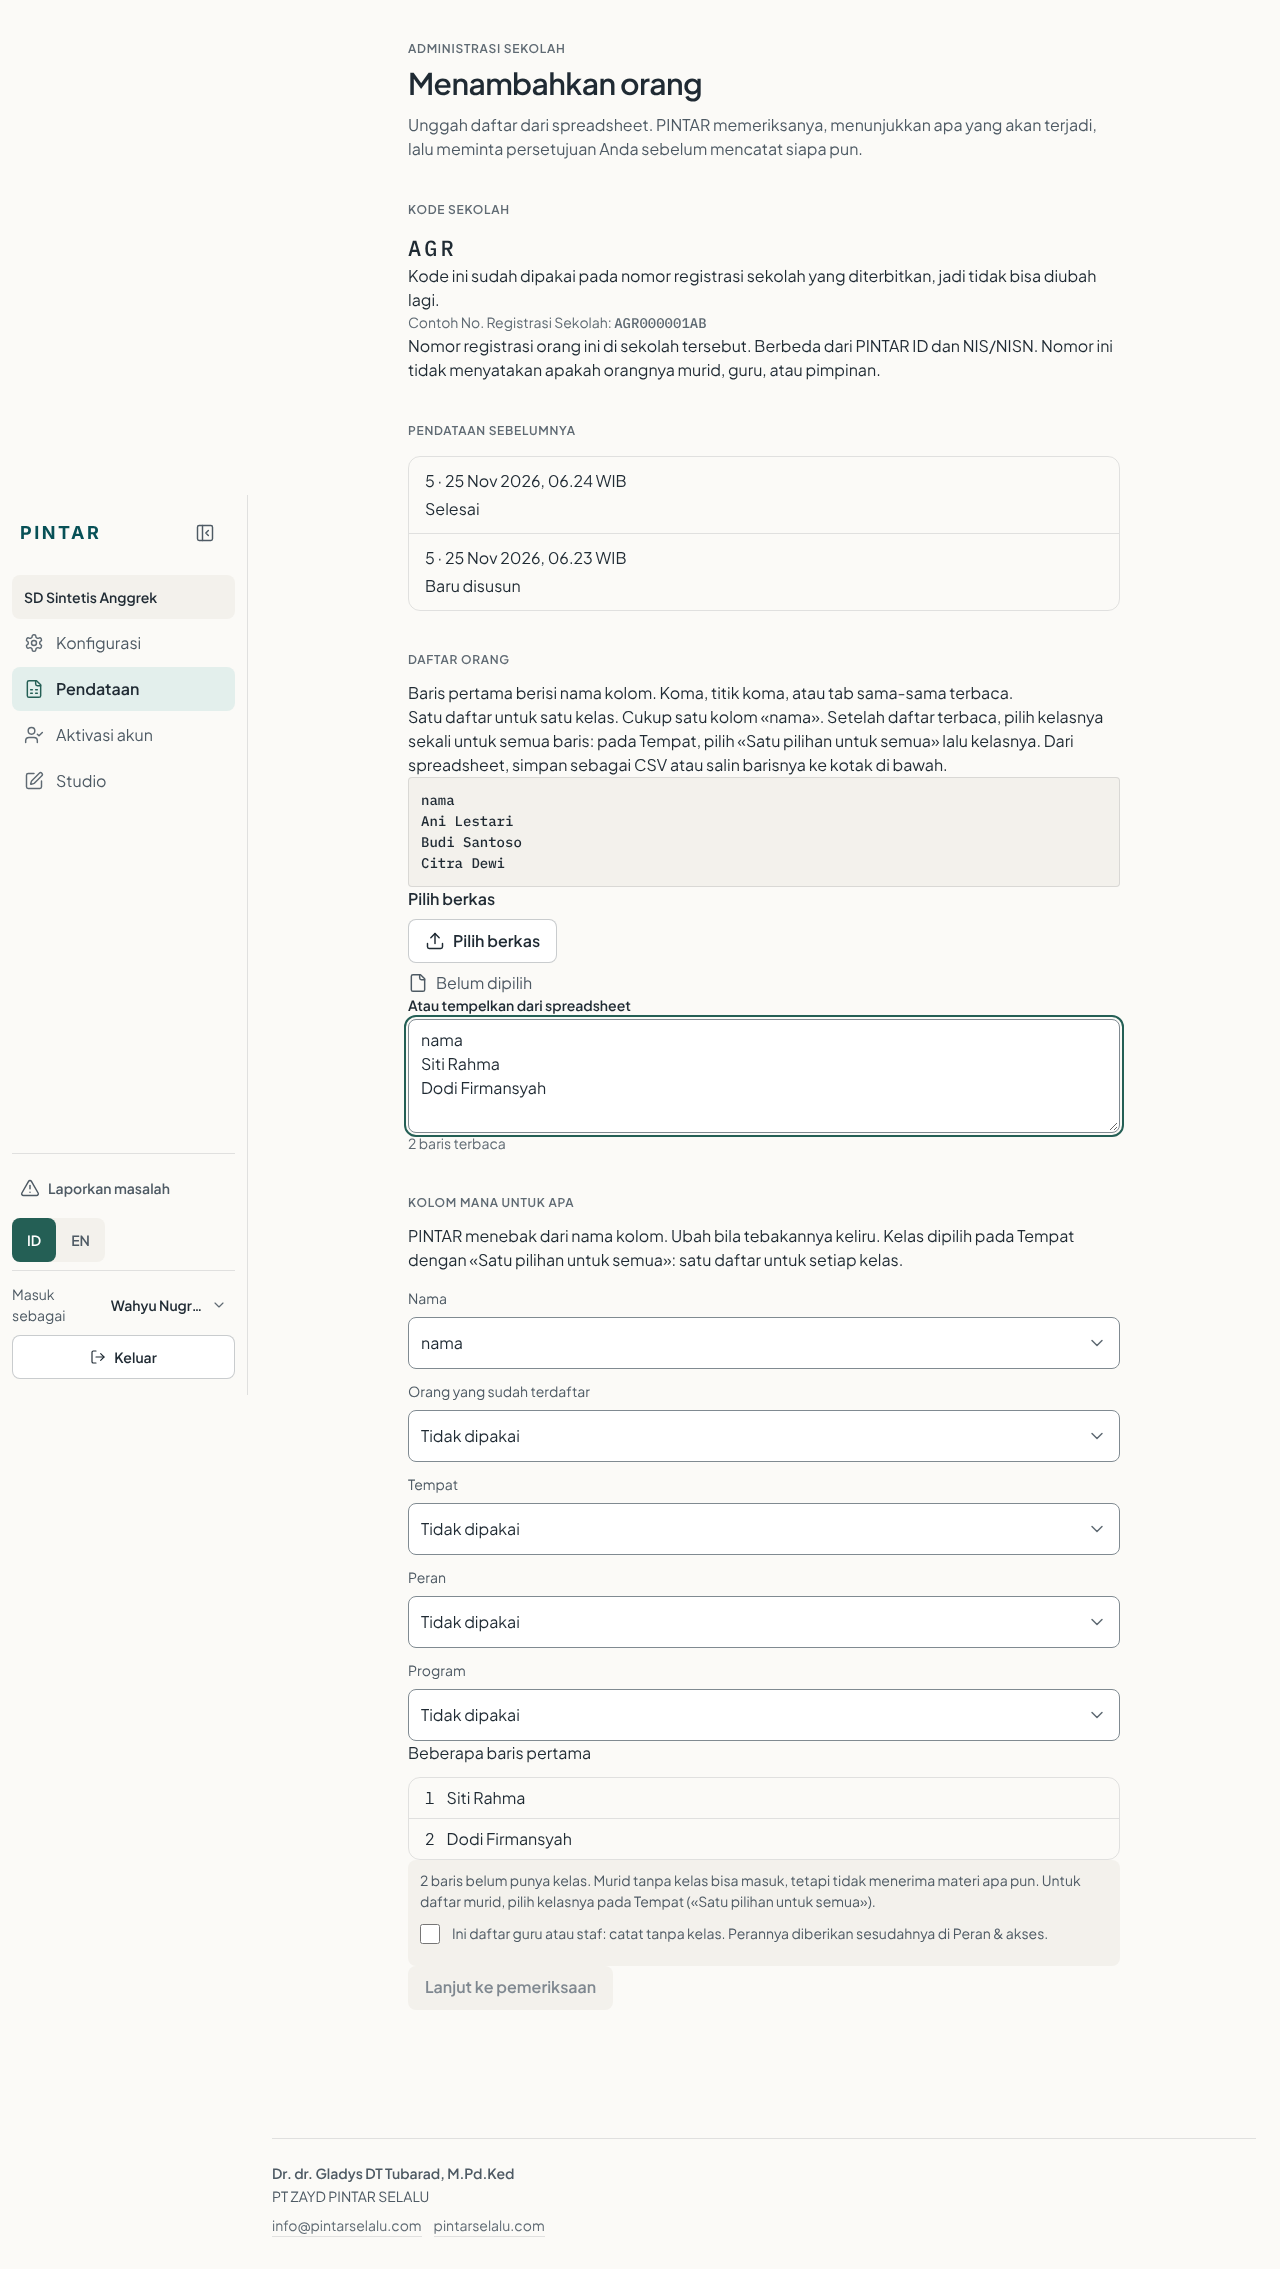 ADMINISTRASI SEKOLAH
Menambahkan orang
Unggah daftar dari spreadsheet. PINTAR memeriksanya, menunjukkan apa yang akan terjadi,
lalu meminta persetujuan Anda sebelum mencatat siapa pun.
KODE SEKOLAH
AGR
Kode ini sudah dipakai pada nomor registrasi sekolah yang diterbitkan, jadi tidak bisa diubah
lagi.
Contoh No. Registrasi Sekolah: AGR000001AB
Nomor registrasi orang ini di sekolah tersebut. Berbeda dari PINTAR ID dan NIS/NISN. Nomor ini
tidak menyatakan apakah orangnya murid, guru, atau pimpinan.
PENDATAAN SEBELUMNYA
5 · 25 Nov 2026, 06.24 WIB
Selesai
5 · 25 Nov 2026, 06.23 WIB
Baru disusun
PINTAR
SD Sintetis Anggrek
Konfigurasi
Pendataan
Aktivasi akun
Studio
Laporkan masalah
ID EN
Masuk
sebagai
Wahyu Nugr...
Keluar
DAFTAR ORANG
Baris pertama berisi nama kolom. Koma, titik koma, atau tab sama-sama terbaca.
Satu daftar untuk satu kelas. Cukup satu kolom «nama». Setelah daftar terbaca, pilih kelasnya
sekali untuk semua baris: pada Tempat, pilih «Satu pilihan untuk semua» lalu kelasnya. Dari
spreadsheet, simpan sebagai CSV atau salin barisnya ke kotak di bawah.
nama
Ani Lestari
Budi Santoso
Citra Dewi
Pilih berkas
Pilih berkas
Belum dipilih
Atau tempelkan dari spreadsheet
nama
Siti Rahma
Dodi Firmansyah
2 baris terbaca
KOLOM MANA UNTUK APA
PINTAR menebak dari nama kolom. Ubah bila tebakannya keliru. Kelas dipilih pada Tempat
dengan «Satu pilihan untuk semua»: satu daftar untuk setiap kelas.
Nama
nama
Orang yang sudah terdaftar
Tidak dipakai
Tempat
Tidak dipakai
Peran
Tidak dipakai
Program
Tidak dipakai
Beberapa baris pertama
1 Siti Rahma
2 Dodi Firmansyah
2 baris belum punya kelas. Murid tanpa kelas bisa masuk, tetapi tidak menerima materi apa pun. Untuk
daftar murid, pilih kelasnya pada Tempat («Satu pilihan untuk semua»).
Ini daftar guru atau staf: catat tanpa kelas. Perannya diberikan sesudahnya di Peran & akses.
Lanjut ke pemeriksaan
Dr. dr. Gladys DT Tubarad, M.Pd.Ked
PT ZAYD PINTAR SELALU
info@pintarselalu.com pintarselalu.com